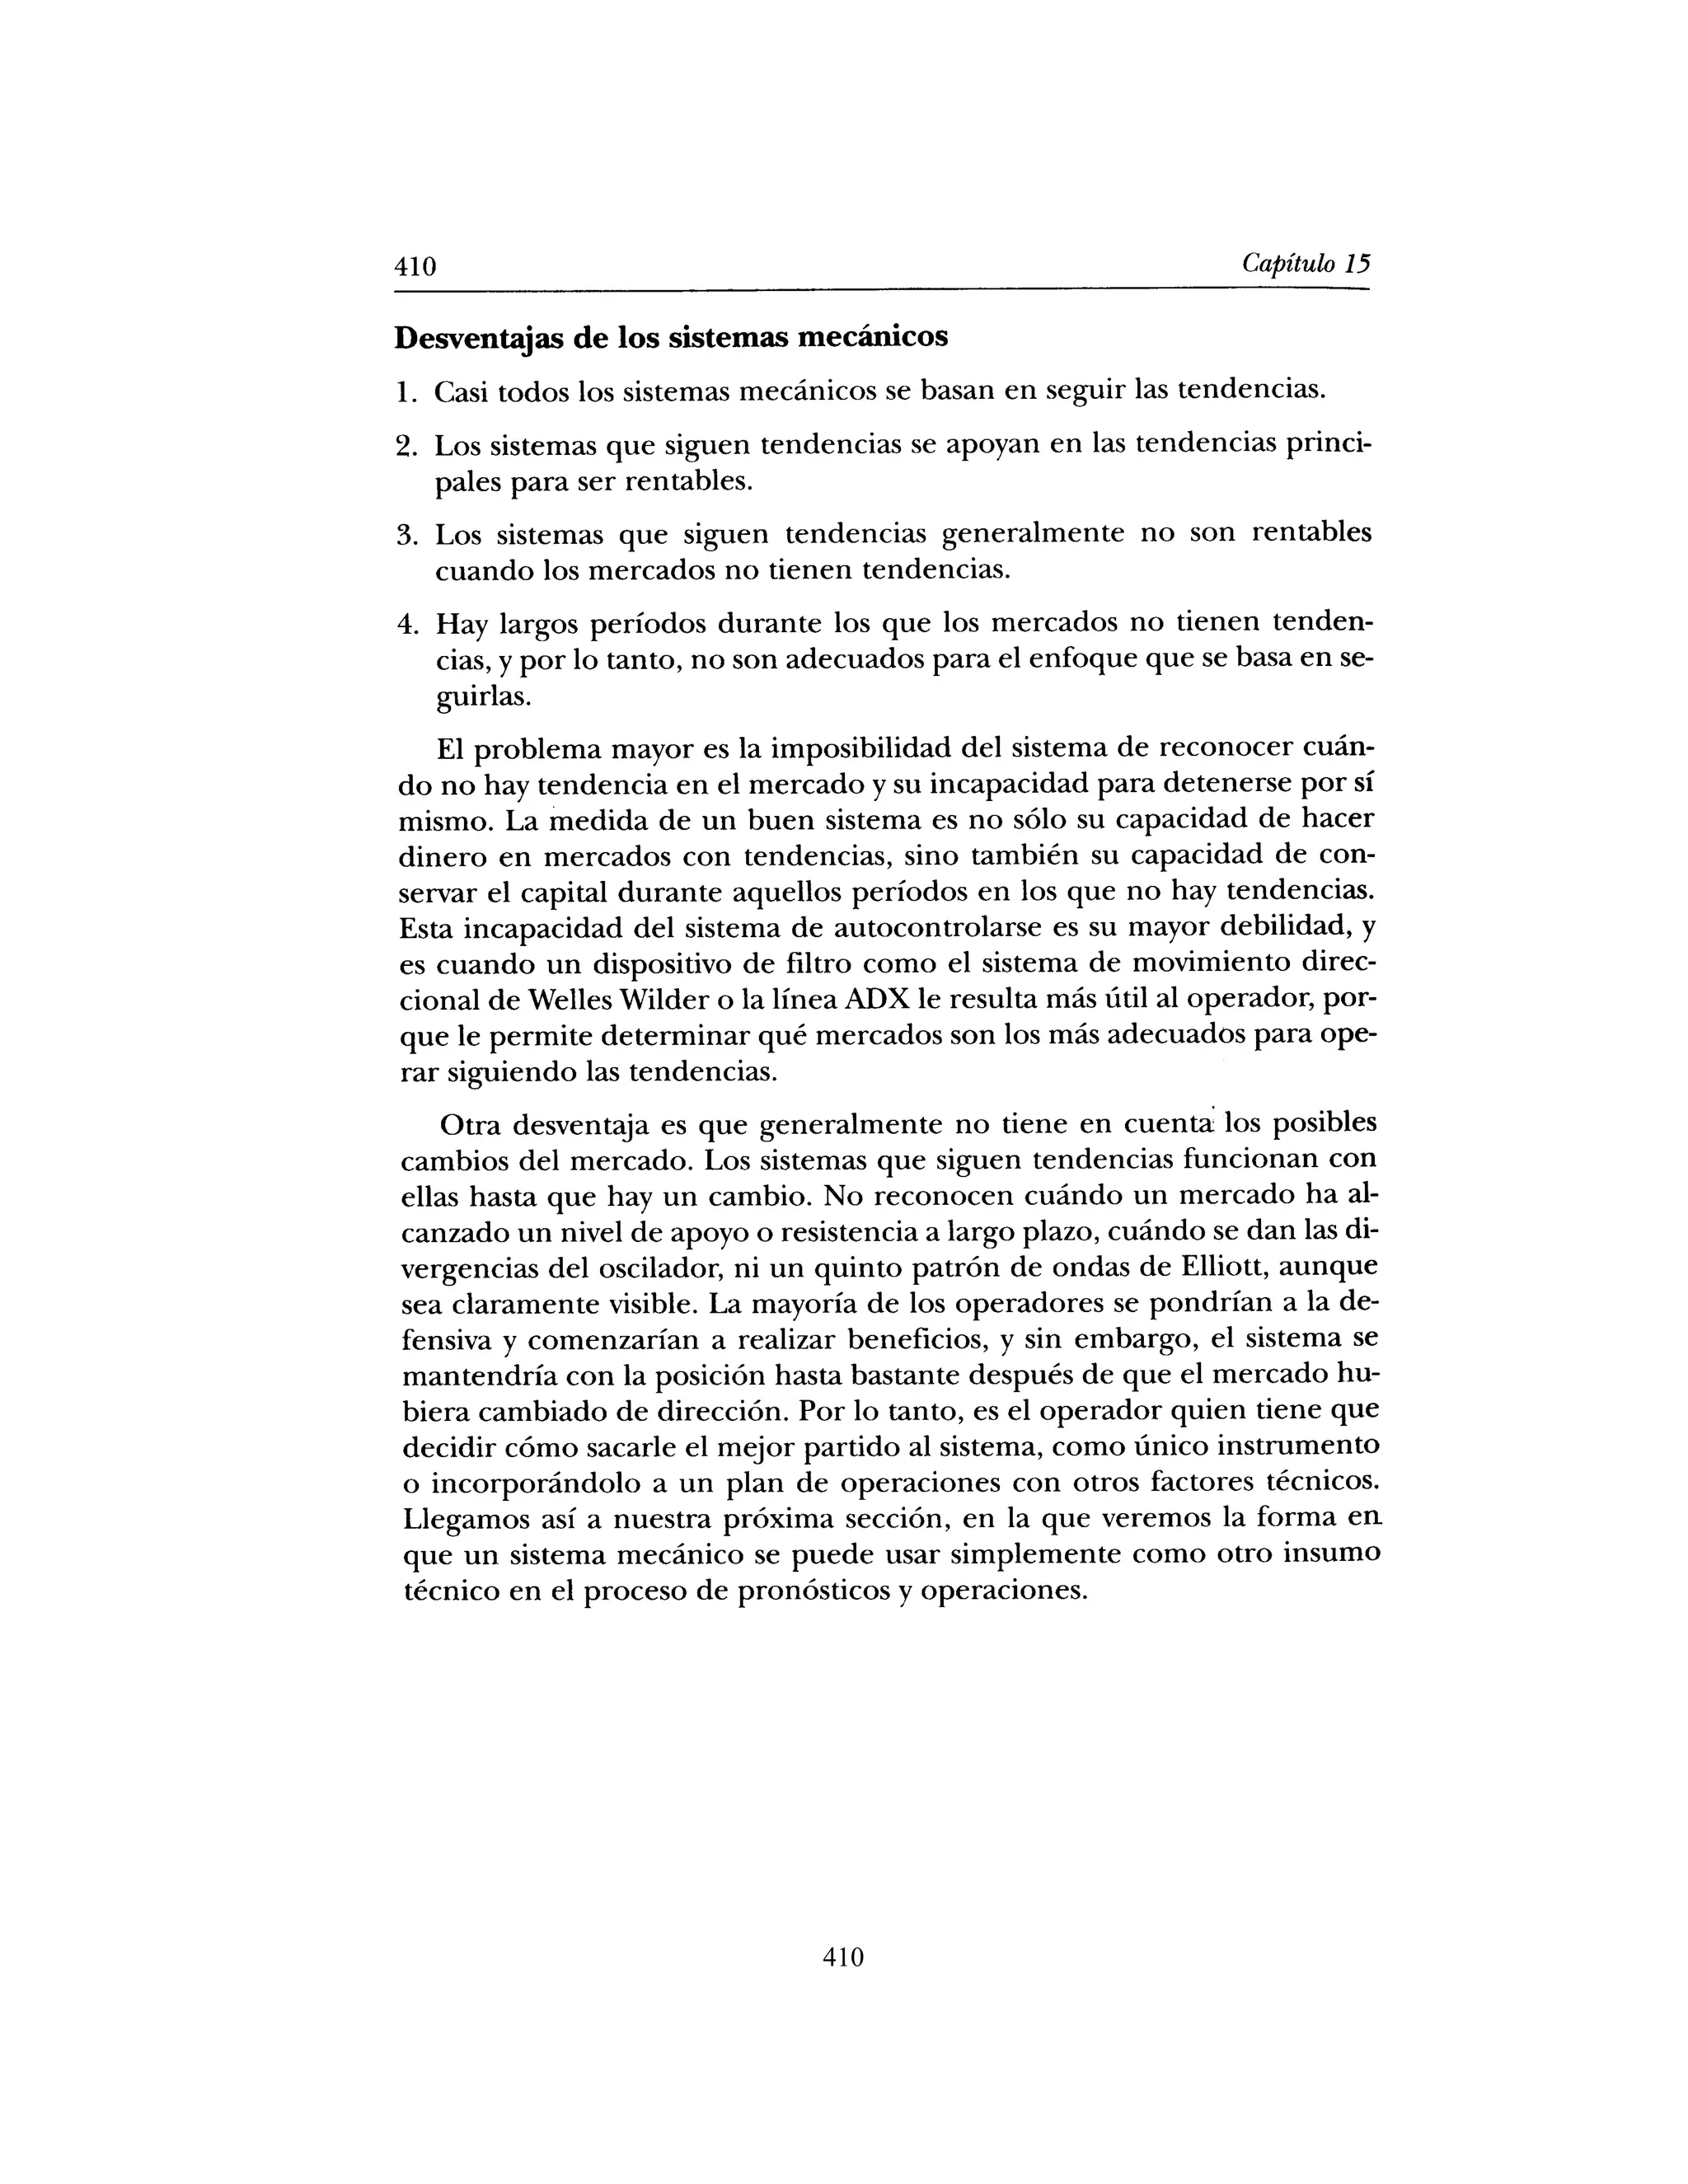 410 Capítulo 15
Desventajas de los sistemas mecánicos
1. Casi todos los sistemas mecánicos se basan en seguir las tendencias.
2. Los sistemas que siguen tendencias se apoyan en las tendencias princi-
pales para ser rentables.
3. Los sistemas que siguen tendencias generalmente no son rentables
cuando los mercados no tienen tendencias.
4. Hay largos períodos durante los que los mercados no tienen tenden-
cias, y por lo tanto, no son adecuados para el enfoque que se basa en se-
guirlas.
El problema mayor es la imposibilidad del sistema de reconocer cuán-
do no hay tendencia en el mercado y su incapacidad para detenerse por sí
mismo. La medida de un buen sistema es no sólo su capacidad de hacer
dinero en mercados con tendencias, sino también su capacidad de con-
servar el capital durante aquellos períodos en los que no hay tendencias.
Esta incapacidad del sistema de autocontrolarse es su mayor debilidad, y
es cuando un dispositivo de filtro como el sistema de movimiento direc-
cional de Welles Wilder o la línea ADX le resulta más útil al operador, por-
que le permite determinar qué mercados son los más adecuados para ope-
rar siguiendo las tendencias.
Otra desventaja es que generalmente no tiene en cuenta los posibles
cambios del mercado. Los sistemas que siguen tendencias funcionan con
ellas hasta que hay un cambio. No reconocen cuándo un mercado ha al-
canzado un nivel de apoyo o resistencia a largo plazo, cuándo se dan las di-
vergencias del oscilador, ni un quinto patrón de ondas de Elliott, aunque
sea claramente visible. La mayoría de los operadores se pondrían a la de-
fensiva y comenzarían a realizar beneficios, y sin embargo, el sistema se
mantendría con la posición hasta bastante después de que el mercado hu-
biera cambiado de dirección. Por lo tanto, es el operador quien tiene que
decidir cómo sacarle el mejor partido al sistema, como único instrumento
o incorporándolo a un plan de operaciones con otros factores técnicos.
Llegamos así a nuestra próxima sección, en la que veremos la forma en
que un sistema mecánico se puede usar simplemente como otro insumo
técnico en el proceso de pronósticos y operaciones.
410